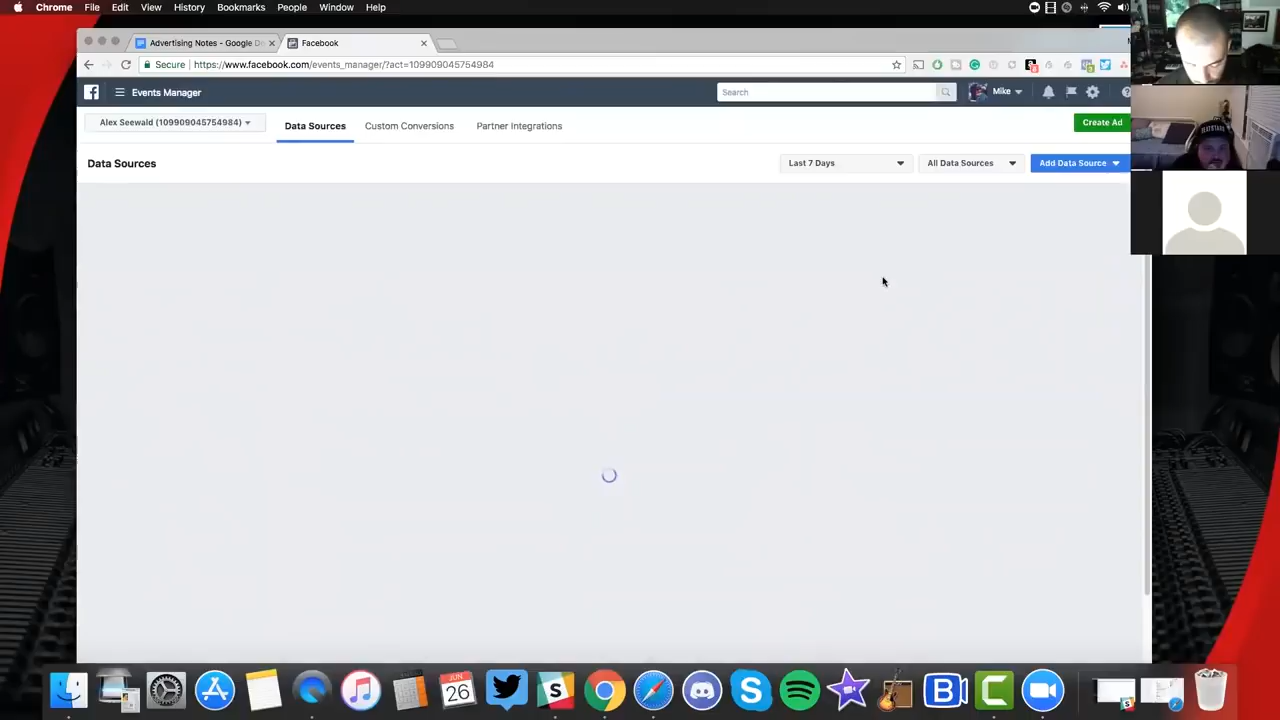 Chrome File Edit View History Bookmarks People Window Help
Advertising Notes - Google D
Facebook
Secure https://www.facebook.com/events_manager/?act=109909045754984
Events Manager
Search
Mike
Alex Seewald (109909045754984)
Data Sources
Custom Conversions
Partner Integrations
Create Ad
Data Sources
Last 7 Days
All Data Sources
Add Data Source
BEATSTARS
JUN
26